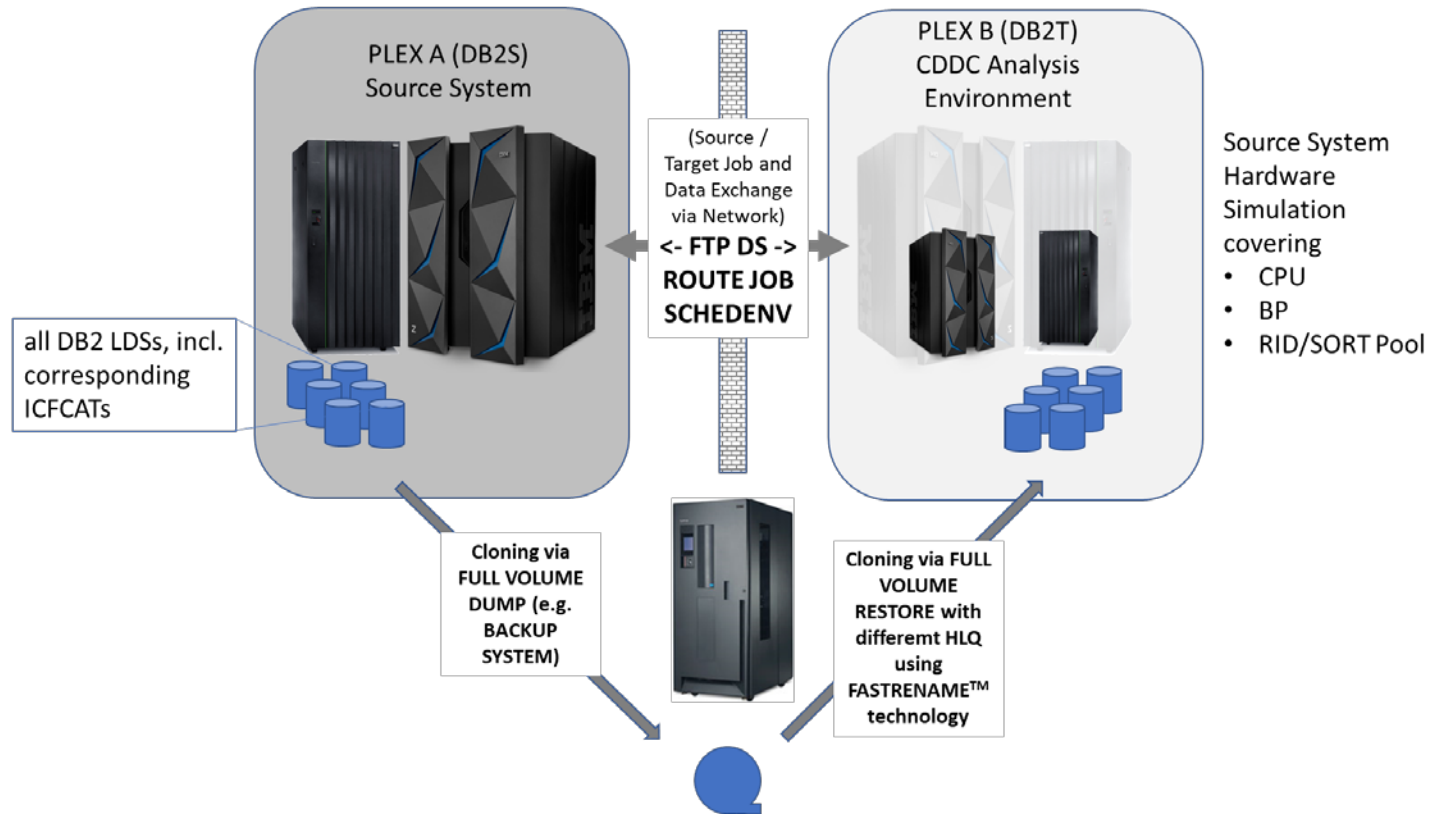 PLEX A (DB2S)
Source System
PLEX B (DB2T)
CDDC Analysis
Environment
(Source /
Target Job and
Data Exchange
via Network)
<- FTP DS ->
ROUTE JOB
SCHEDENV
Source System
Hardware
Simulation
covering
• CPU
• BP
• RID/SORT Pool
all DB2 LDSs, incl.
corresponding
ICFCATs
IBM
Cloning via
FULL VOLUME
DUMP (e.g.
BACKUP
SYSTEM)
Cloning via FULL
VOLUME
RESTORE with
differemt HLQ
using
FASTRENAME™
technology